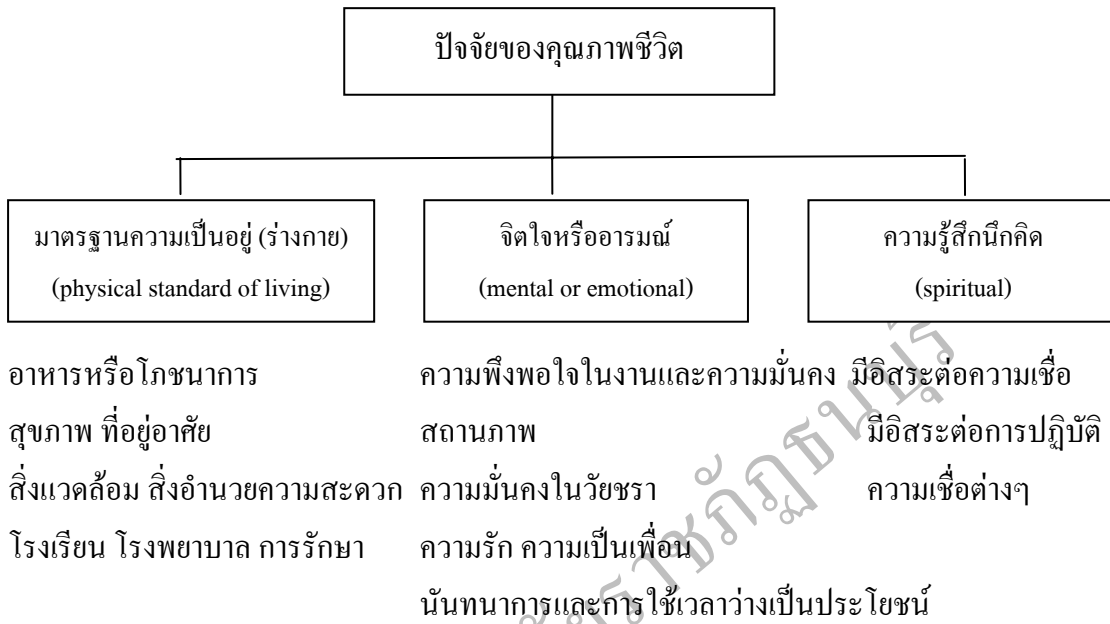 ปัจจัยของคุณภาพชีวิต
มาตรฐานความเป็นอยู่ (ร่างกาย)
(physical standard of living)
จิตใจหรืออารมณ์
(mental or emotional)
ความรู้สึกนึกคิด
(spiritual)
อาหารหรือโภชนาการ
สุขภาพ ที่อยู่อาศัย
สิ่งแวดล้อม สิ่งอำนวยความสะดวก
โรงเรียน โรงพยาบาล การรักษา
ความพึงพอใจในงานและความมั่นคง
สถานภาพ
ความมั่นคงในวัยชรา
ความรัก ความเป็นเพื่อน
นันทนาการและการใช้เวลาว่างเป็นประโยชน์
มีอิสระต่อความเชื่อ
มีอิสระต่อการปฏิบัติ
ความเชื่อต่างๆ
ราชภัฏธนบุรี